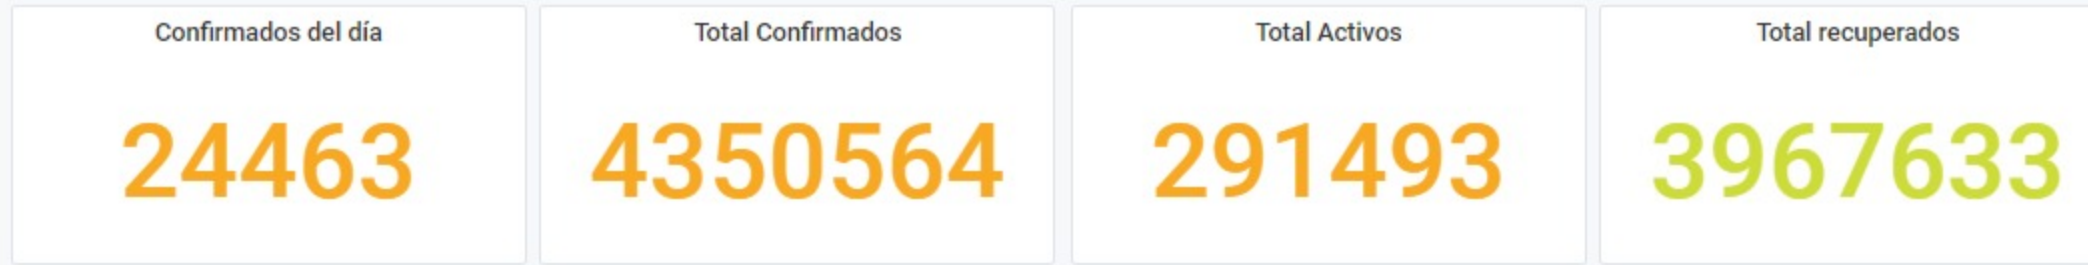 Confirmados del día
24463
Total Confirmados
4350564
Total Activos
291493
Total recuperados
3967633